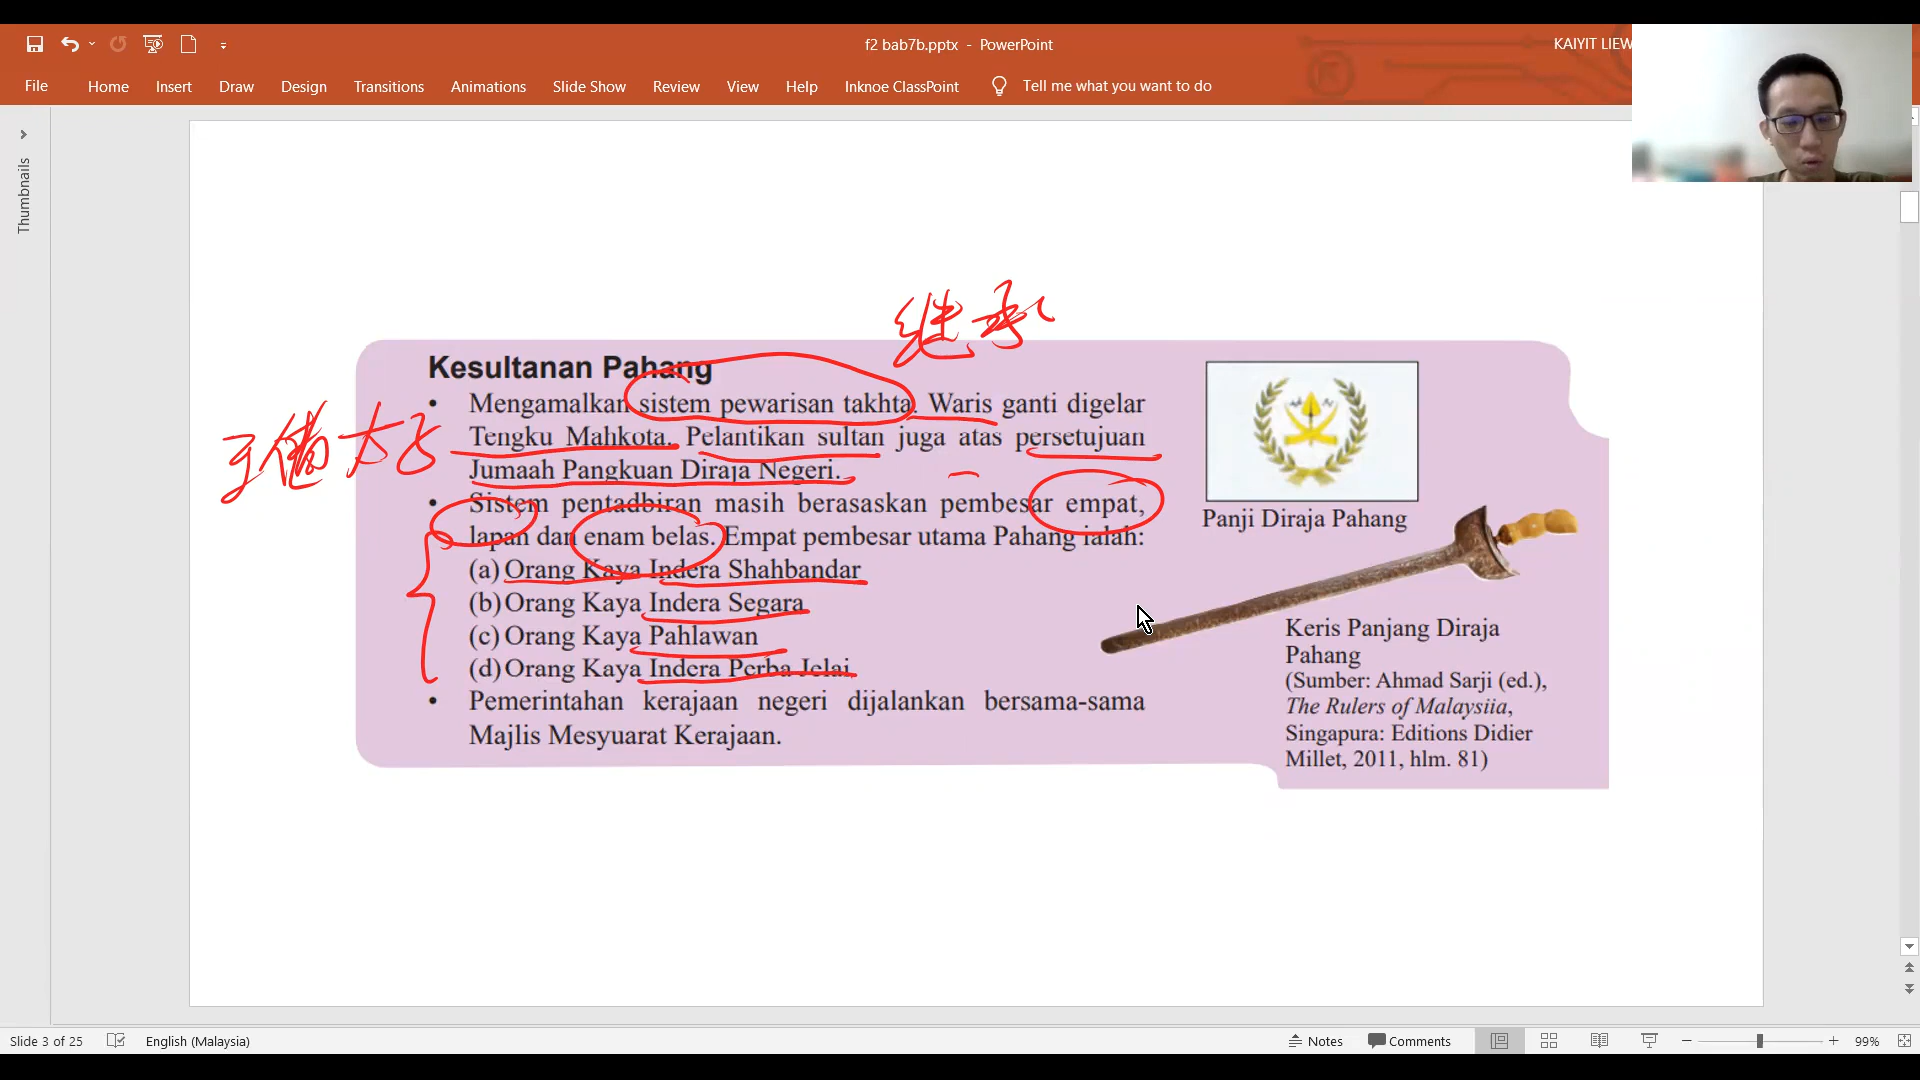 f2 bab7b.pptx - PowerPoint
KAIYIT LIEW
File Home Insert Draw Design Transitions Animations Slide Show Review View Help Inknoe ClassPoint Tell me what you want to do
Thumbnails
继承
Kesultanan Pahang
• Mengamalkan sistem pewarisan takhta. Waris ganti digelar
Tengku Mahkota. Pelantikan sultan juga atas persetujuan
Jumaah Pangkuan Diraja Negeri.
• Sistem pentadbiran masih berasaskan pembesar empat,
lapan dan enam belas. Empat pembesar utama Pahang ialah:
(a) Orang Kaya Indera Shahbandar
(b) Orang Kaya Indera Segara
(c) Orang Kaya Pahlawan
(d) Orang Kaya Indera Perba Jelai.
• Pemerintahan kerajaan negeri dijalankan bersama-sama
Majlis Mesyuarat Kerajaan.
Panji Diraja Pahang
Keris Panjang Diraja
Pahang
(Sumber: Ahmad Sarji (ed.),
The Rulers of Malaysiia,
Singapura: Editions Didier
Millet, 2011, hlm. 81)
王储 太子
Slide 3 of 25 English (Malaysia) Notes Comments 99%